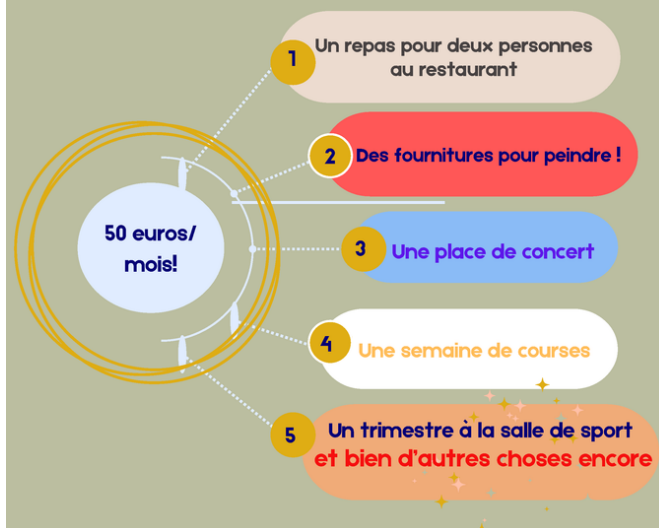 1
Un repas pour deux personnes
au restaurant
2
Des fournitures pour peindre !
50 euros/
mois!
3
Une place de concert
4
Une semaine de courses
5
Un trimestre à la salle de sport
et bien d'autres choses encore